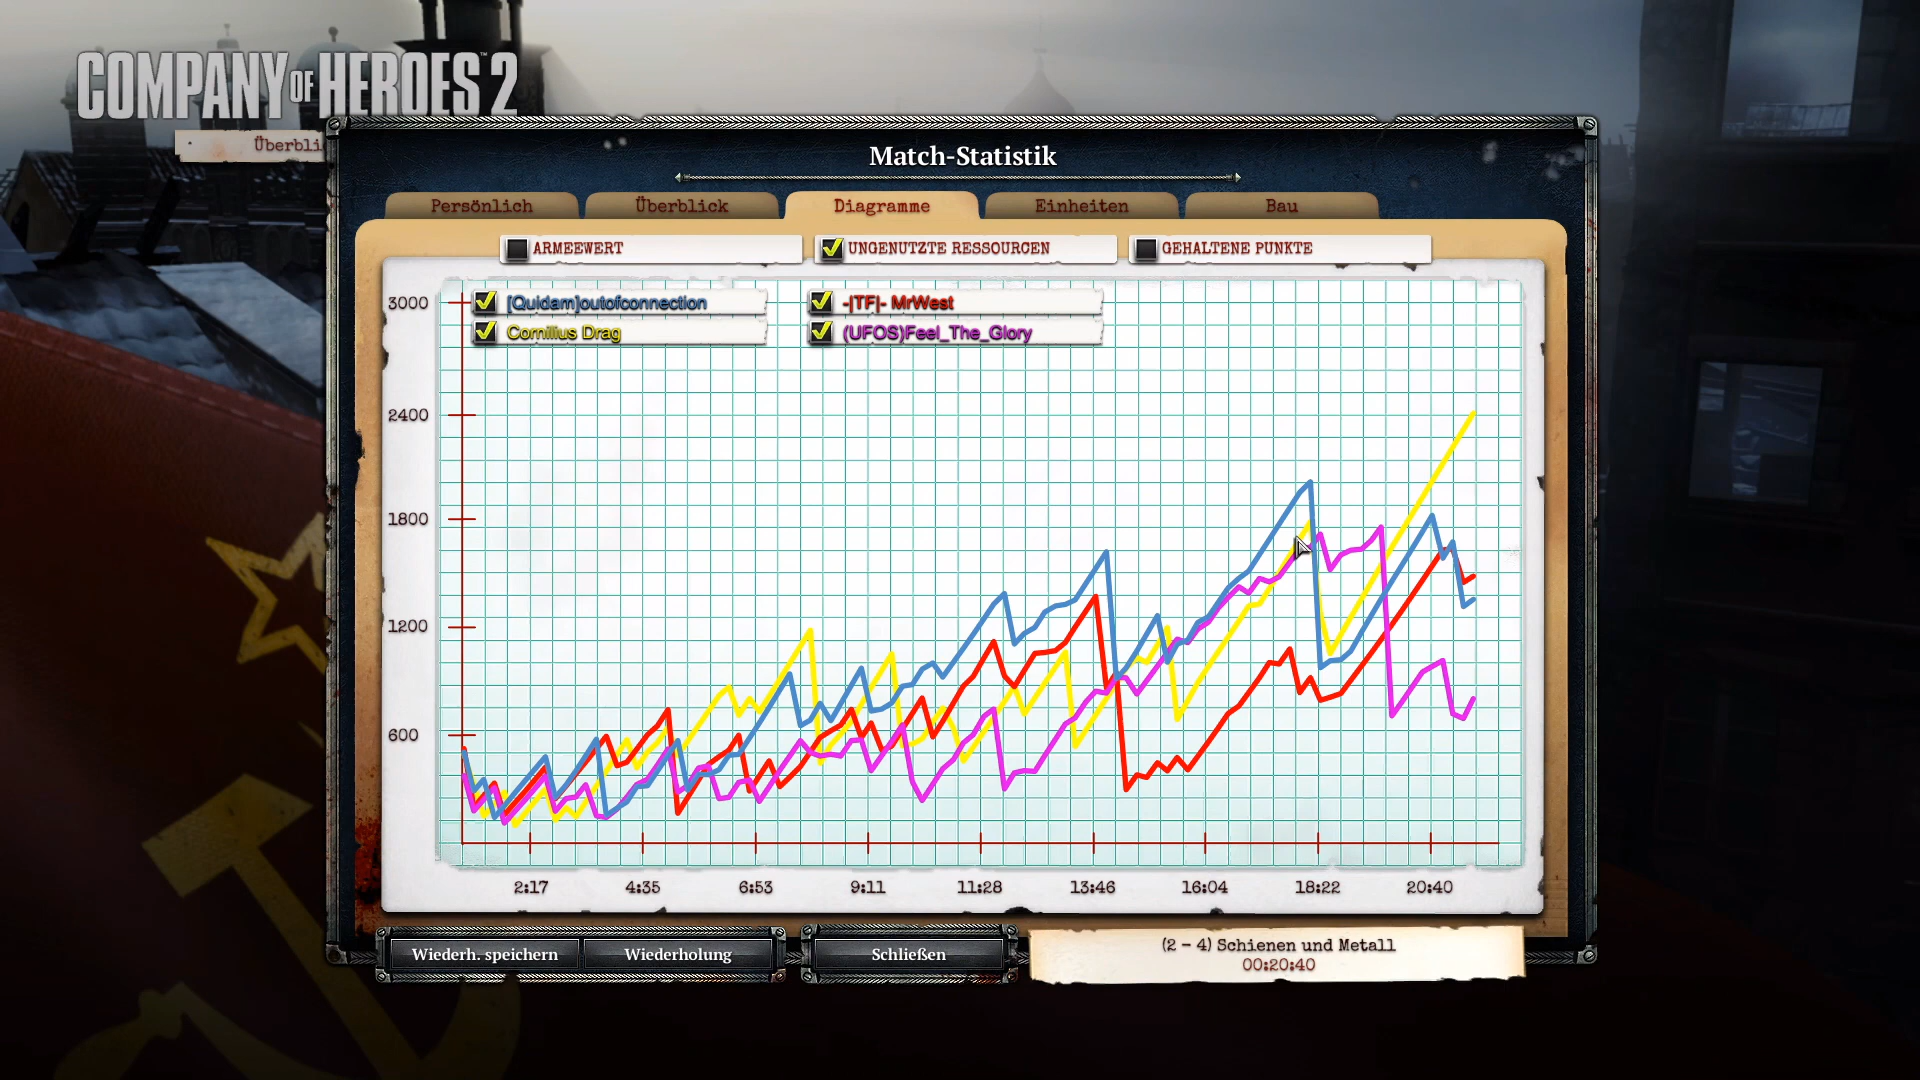 COMPANY OF HEROES™ 2
Überbli
Match-Statistik
Persönlich
Überblick
Diagramme
Einheiten
Bau
ARMEEWERT
UNGENUTZTE RESSOURCEN
GEHALTENE PUNKTE
[Quidam]outofconnection
-|TF|- MrWest
Cornilius Drag
(UFOS)Feel_The_Glory
3000
2400
1800
1200
600
2:17
4:35
6:53
9:11
11:28
13:46
16:04
18:22
20:40
Wiederh. speichern
Wiederholung
Schließen
(2 - 4) Schienen und Metall
00:20:40